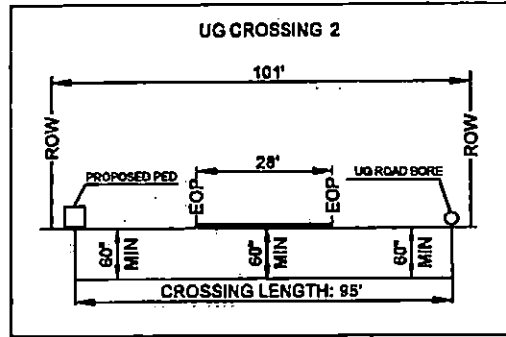 UG CROSSING 2
101'
ROW
ROW
28'
PROPOSED PED
EOP
EOP
UG ROAD BORE
60"
MIN
60"
MIN
60"
MIN
CROSSING LENGTH: 95'